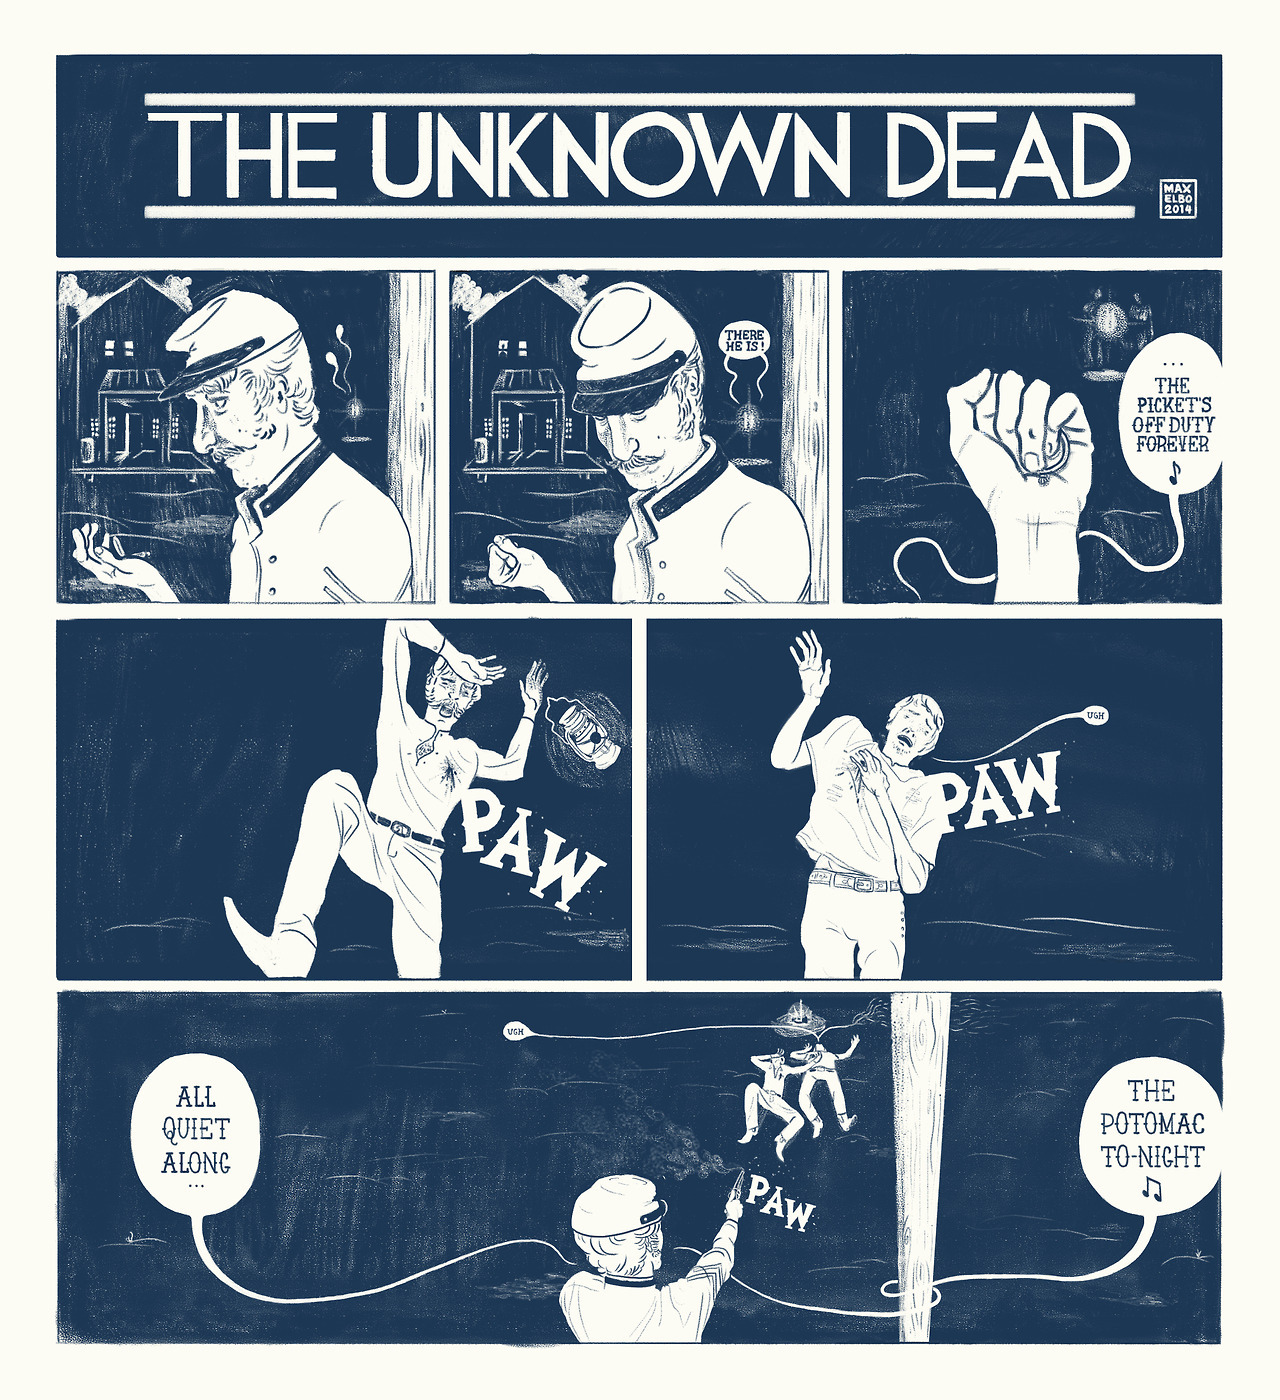 THE UNKNOWN DEAD
MAX
ELBO
2014
THERE
HE IS!
...
THE
PICKET'S
OFF DUTY
FOREVER
PAW
UGH
PAW
UGH
ALL
QUIET
ALONG
...
PAW
THE
POTOMAC
TO-NIGHT